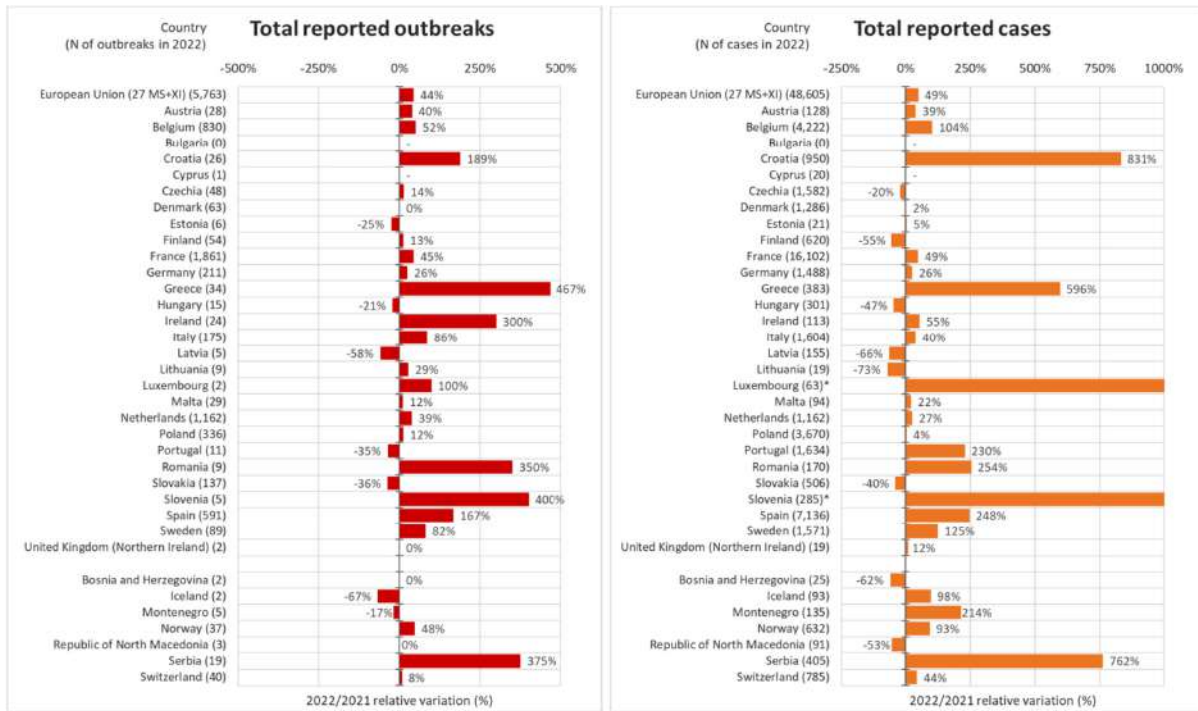 Country
(N of outbreaks in 2022)
Total reported outbreaks
-500% -250% 0% 250% 500%
European Union (27 MS+XI) (5,763) 44%
Austria (28) 40%
Belgium (830) 52%
Bulgaria (0) -
Croatia (26) 189%
Cyprus (1) -
Czechia (48) 14%
Denmark (63) 0%
Estonia (6) -25%
Finland (54) 13%
France (1,861) 45%
Germany (211) 26%
Greece (34) 467%
Hungary (15) -21%
Ireland (24) 300%
Italy (175) 86%
Latvia (5) -58%
Lithuania (9) 29%
Luxembourg (2) 100%
Malta (29) 12%
Netherlands (1,162) 39%
Poland (336) 12%
Portugal (11) -35%
Romania (9) 350%
Slovakia (137) -36%
Slovenia (5) 400%
Spain (591) 167%
Sweden (89) 82%
United Kingdom (Northern Ireland) (2) 0%
Bosnia and Herzegovina (2) 0%
Iceland (2) -67%
Montenegro (5) -17%
Norway (37) 48%
Republic of North Macedonia (3) 0%
Serbia (19) 375%
Switzerland (40) 8%
2022/2021 relative variation (%)
Country
(N of cases in 2022)
Total reported cases
-250% 0% 250% 500% 750% 1000%
European Union (27 MS+XI) (48,605) 49%
Austria (128) 39%
Belgium (4,222) 104%
Bulgaria (0) -
Croatia (950) 831%
Cyprus (20) -
Czechia (1,582) -20%
Denmark (1,286) 2%
Estonia (21) 5%
Finland (620) -55%
France (16,102) 49%
Germany (1,488) 26%
Greece (383) 596%
Hungary (301) -47%
Ireland (113) 55%
Italy (1,604) 40%
Latvia (155) -66%
Lithuania (19) -73%
Luxembourg (63)*
Malta (94) 22%
Netherlands (1,162) 27%
Poland (3,670) 4%
Portugal (1,634) 230%
Romania (170) 254%
Slovakia (506) -40%
Slovenia (285)*
Spain (7,136) 248%
Sweden (1,571) 125%
United Kingdom (Northern Ireland) (19) 12%
Bosnia and Herzegovina (25) -62%
Iceland (93) 98%
Montenegro (135) 214%
Norway (632) 93%
Republic of North Macedonia (91) -53%
Serbia (405) 762%
Switzerland (785) 44%
2022/2021 relative variation (%)